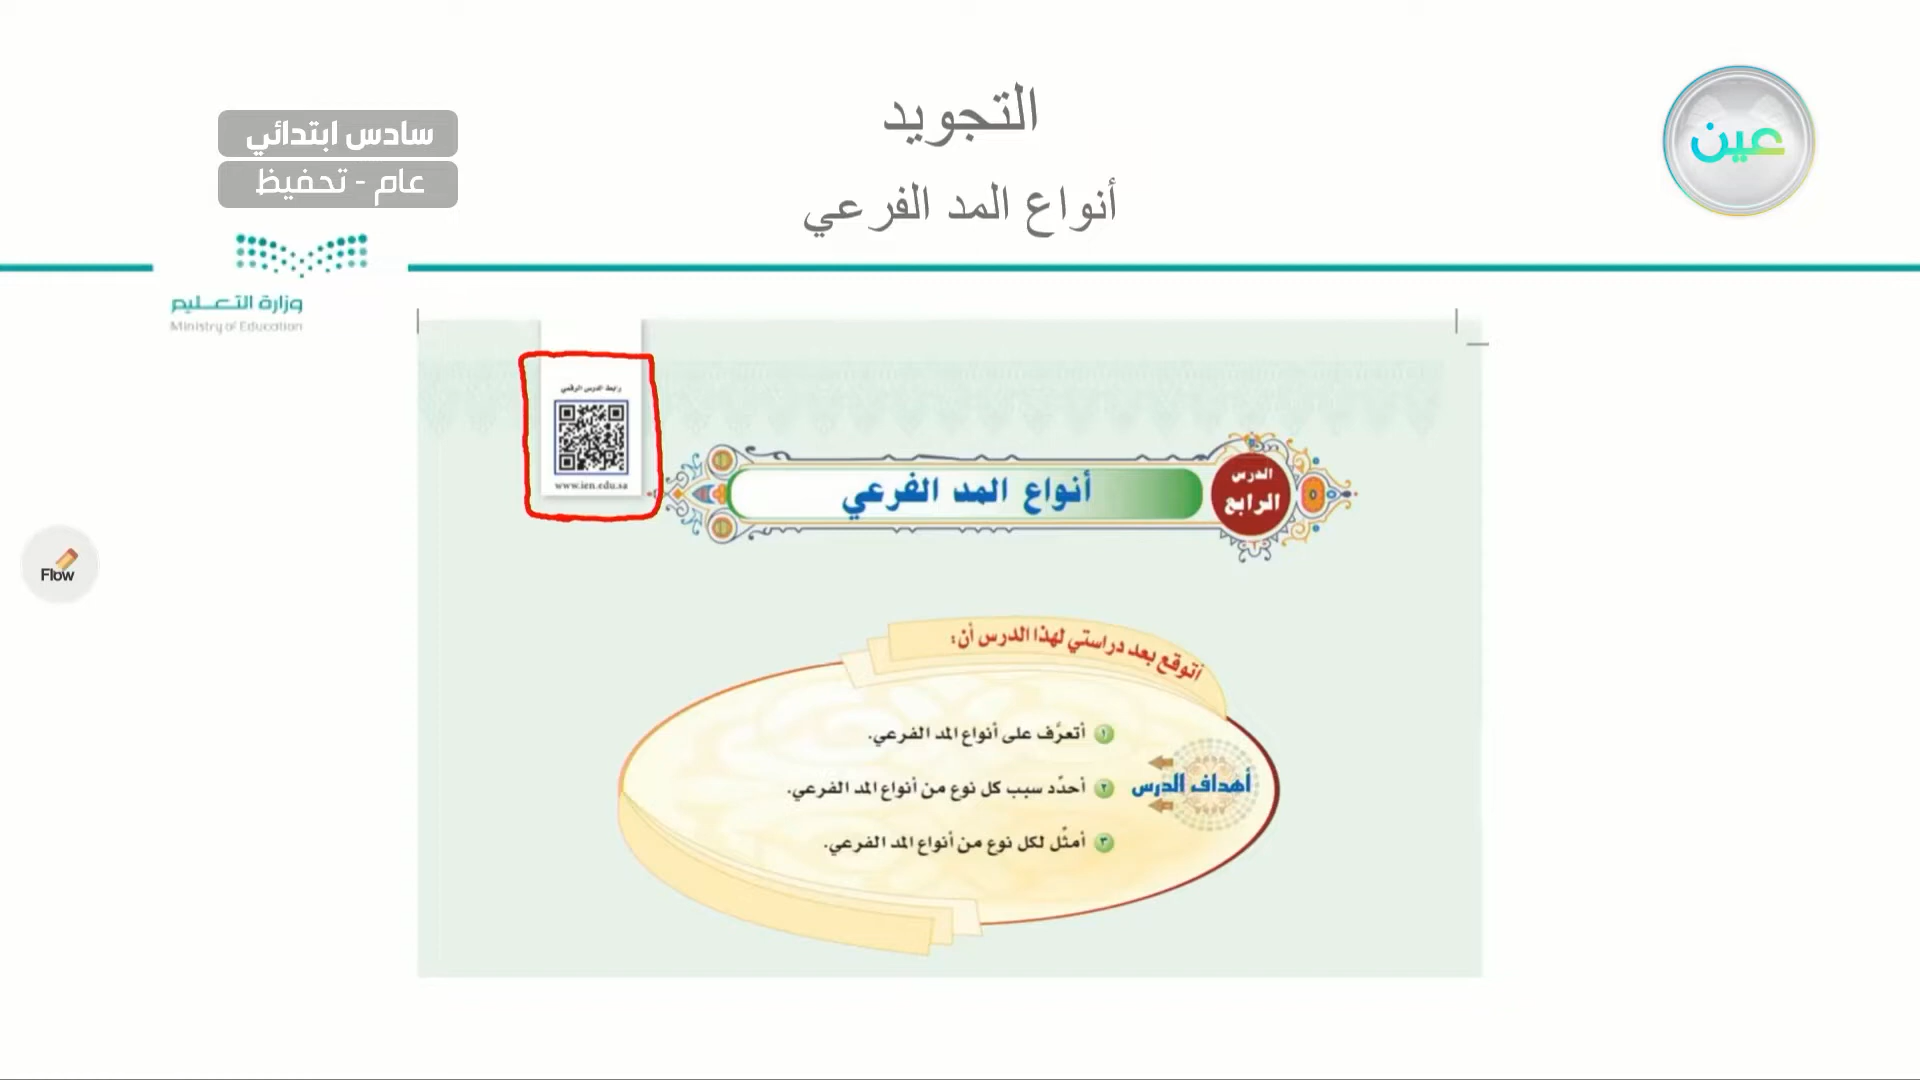 التجويد
أنواع المد الفرعي
عين
سادس ابتدائي
عام - تحفيظ
وزارة التعليم
Ministry of Education
رابط الدرس الرقمي
www.ien.edu.sa
الدرس
الرابع
أنواع المد الفرعي
أتوقع بعد دراستي لهذا الدرس أن:
أهداف الدرس
١ أتعرَّف على أنواع المد الفرعي.
٢ أحدّد سبب كل نوع من أنواع المد الفرعي.
٣ أمثِّل لكل نوع من أنواع المد الفرعي.
Flow